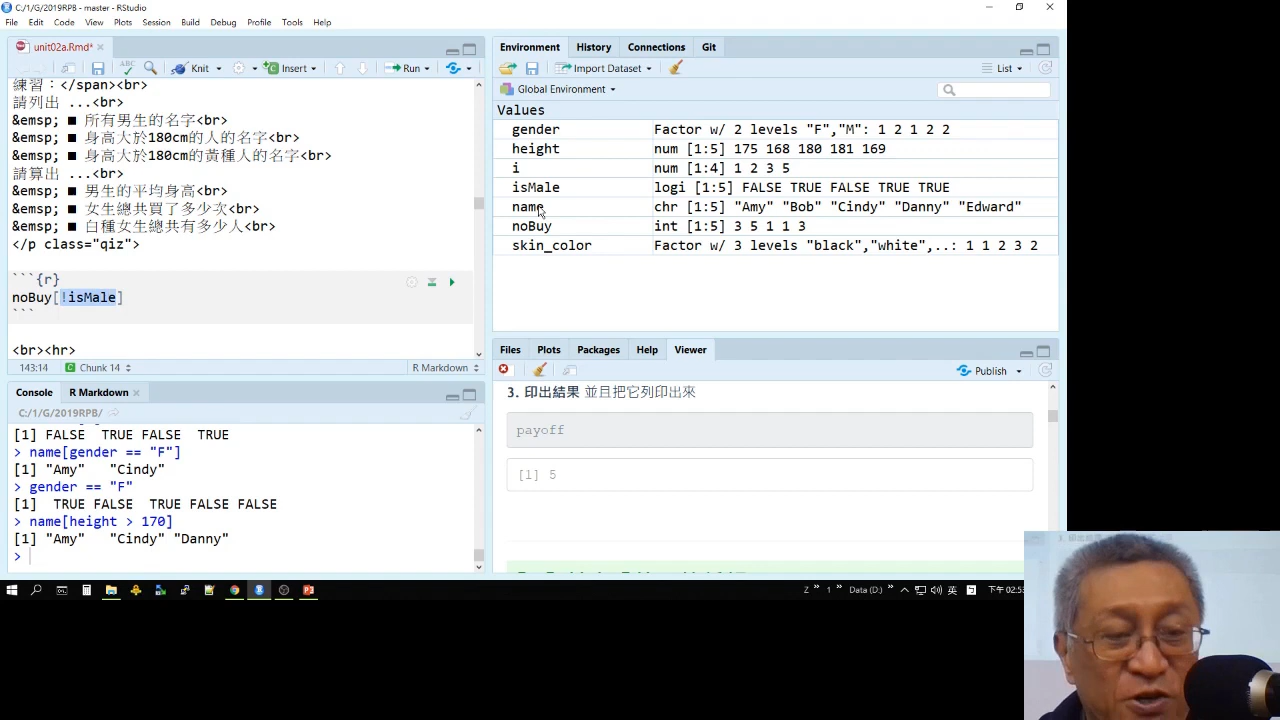 C:/1/G/2019RPB - master - RStudio
File Edit Code View Plots Session Build Debug Profile Tools Help
unit02a.Rmd*
ABC Knit Insert Run
練習：</span><br>
請列出 ...<br>
&emsp; ■ 所有男生的名字<br>
&emsp; ■ 身高大於180cm的人的名字<br>
&emsp; ■ 身高大於180cm的黃種人的名字<br>
請算出 ...<br>
&emsp; ■ 男生的平均身高<br>
&emsp; ■ 女生總共買了多少次<br>
&emsp; ■ 白種女生總共有多少人<br>
</p class="qiz">
```{r}
noBuy[!isMale]
```
<br><hr>
143:14 Chunk 14 R Markdown
Console R Markdown
C:/1/G/2019RPB/
[1] FALSE  TRUE FALSE  TRUE
> name[gender == "F"]
[1] "Amy"   "Cindy"
> gender == "F"
[1]  TRUE FALSE  TRUE FALSE FALSE
> name[height > 170]
[1] "Amy"   "Cindy" "Danny"
>
Environment History Connections Git
Import Dataset List
Global Environment
Values
gender Factor w/ 2 levels "F","M": 1 2 1 2 2
height num [1:5] 175 168 180 181 169
i num [1:4] 1 2 3 5
isMale logi [1:5] FALSE TRUE FALSE TRUE TRUE
name chr [1:5] "Amy" "Bob" "Cindy" "Danny" "Edward"
noBuy int [1:5] 3 5 1 1 3
skin_color Factor w/ 3 levels "black","white",..: 1 1 2 3 2
Files Plots Packages Help Viewer
Publish
3. 印出結果 並且把它列印出來
payoff
[1] 5
Z » 1 » Data (D:) » 英 下午 02:53